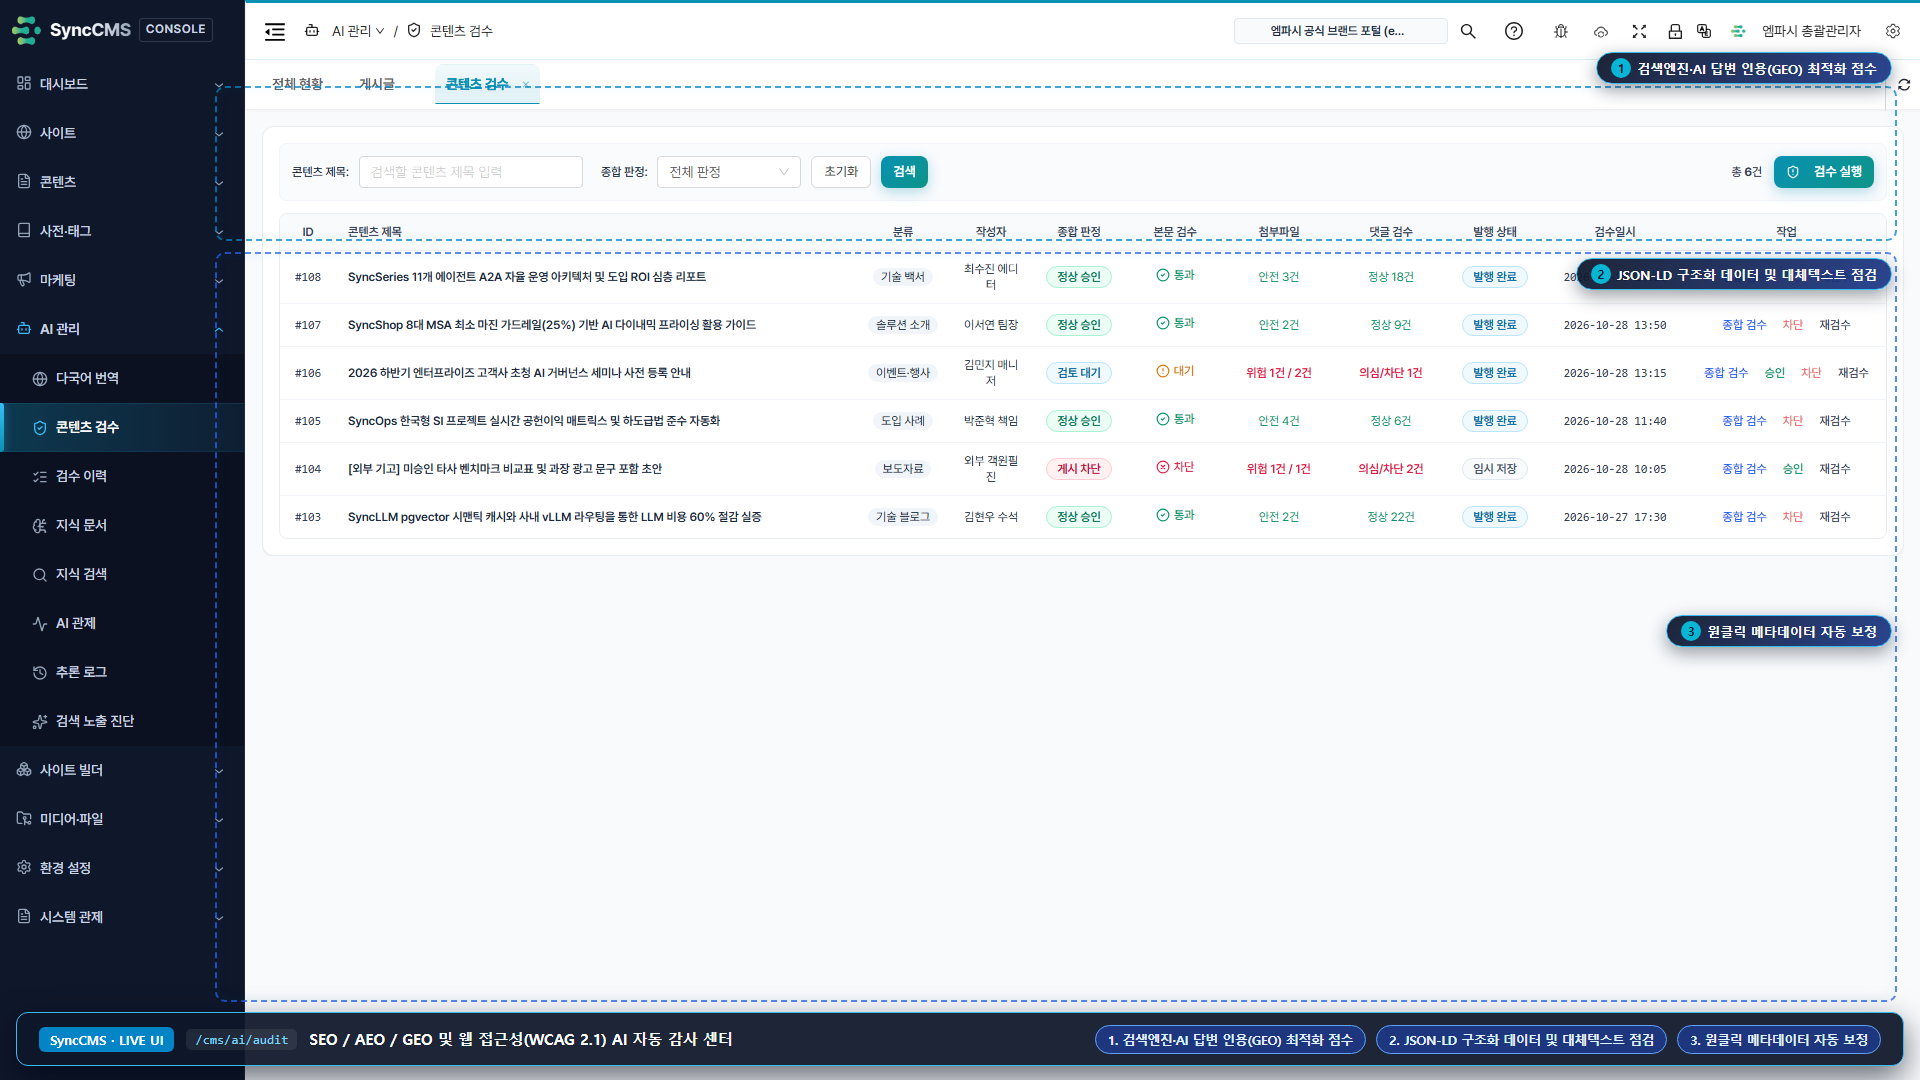 SyncCMS CONSOLE
AI 관리 / 콘텐츠 검수
엠파시 공식 브랜드 포털 (e...
엠파시 총괄관리자
대시보드
사이트
콘텐츠
사전·태그
마케팅
AI 관리
다국어 번역
콘텐츠 검수
검수 이력
지식 문서
지식 검색
AI 관제
추론 로그
검색 노출 진단
사이트 빌더
미디어·파일
환경 설정
시스템 관제
전체 현황 게시글 콘텐츠 검수
1 검색엔진·AI 답변 인용(GEO) 최적화 점수
콘텐츠 제목: 검색할 콘텐츠 제목 입력 종합 판정: 전체 판정 초기화 검색 총 6건 검수 실행
ID 콘텐츠 제목 분류 작성자 종합 판정 본문 검수 첨부파일 댓글 검수 발행 상태 검수일시 작업
#108 SyncSeries 11개 에이전트 A2A 자율 운영 아키텍처 및 도입 ROI 심층 리포트 기술 백서 최수진 에디터 정상 승인 통과 안전 3건 정상 18건 발행 완료
2 JSON-LD 구조화 데이터 및 대체텍스트 점검
#107 SyncShop 8대 MSA 최소 마진 가드레일(25%) 기반 AI 다이내믹 프라이싱 활용 가이드 솔루션 소개 이서연 팀장 정상 승인 통과 안전 2건 정상 9건 발행 완료 2026-10-28 13:50 종합 검수 차단 재검수
#106 2026 하반기 엔터프라이즈 고객사 초청 AI 거버넌스 세미나 사전 등록 안내 이벤트·행사 김민지 매니저 검토 대기 대기 위험 1건 / 2건 의심/차단 1건 발행 완료 2026-10-28 13:15 종합 검수 승인 차단 재검수
#105 SyncOps 한국형 SI 프로젝트 실시간 공헌이익 매트릭스 및 하도급법 준수 자동화 도입 사례 박준혁 책임 정상 승인 통과 안전 4건 정상 6건 발행 완료 2026-10-28 11:40 종합 검수 차단 재검수
#104 [외부 기고] 미승인 타사 벤치마크 비교표 및 과장 광고 문구 포함 초안 보도자료 외부 객원필진 게시 차단 차단 위험 1건 / 1건 의심/차단 2건 임시 저장 2026-10-28 10:05 종합 검수 승인 재검수
#103 SyncLLM pgvector 시맨틱 캐시와 사내 vLLM 라우팅을 통한 LLM 비용 60% 절감 실증 기술 블로그 김현우 수석 정상 승인 통과 안전 2건 정상 22건 발행 완료 2026-10-27 17:30 종합 검수 차단 재검수
3 원클릭 메타데이터 자동 보정
SyncCMS · LIVE UI /cms/ai/audit SEO / AEO / GEO 및 웹 접근성(WCAG 2.1) AI 자동 감사 센터
1. 검색엔진·AI 답변 인용(GEO) 최적화 점수 2. JSON-LD 구조화 데이터 및 대체텍스트 점검 3. 원클릭 메타데이터 자동 보정